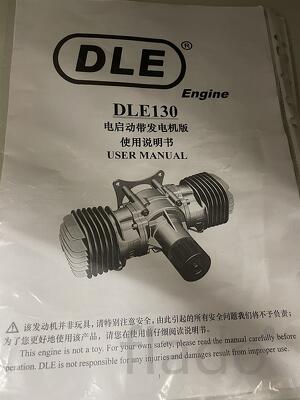 DLE®
Engine
DLE130
电启动带发电机版
使用说明书
USER MANUAL
该发动机并非玩具,请特别注意安全,由此引起的所有安全问题我们将不予负责;
为了您更好地使用该产品,请您在使用前仔细阅读说明书.
This engine is not a toy. For your own safety, please read the manual carefully before
operation. DLE is not responsible for any injuries and damages result from improper use.
1